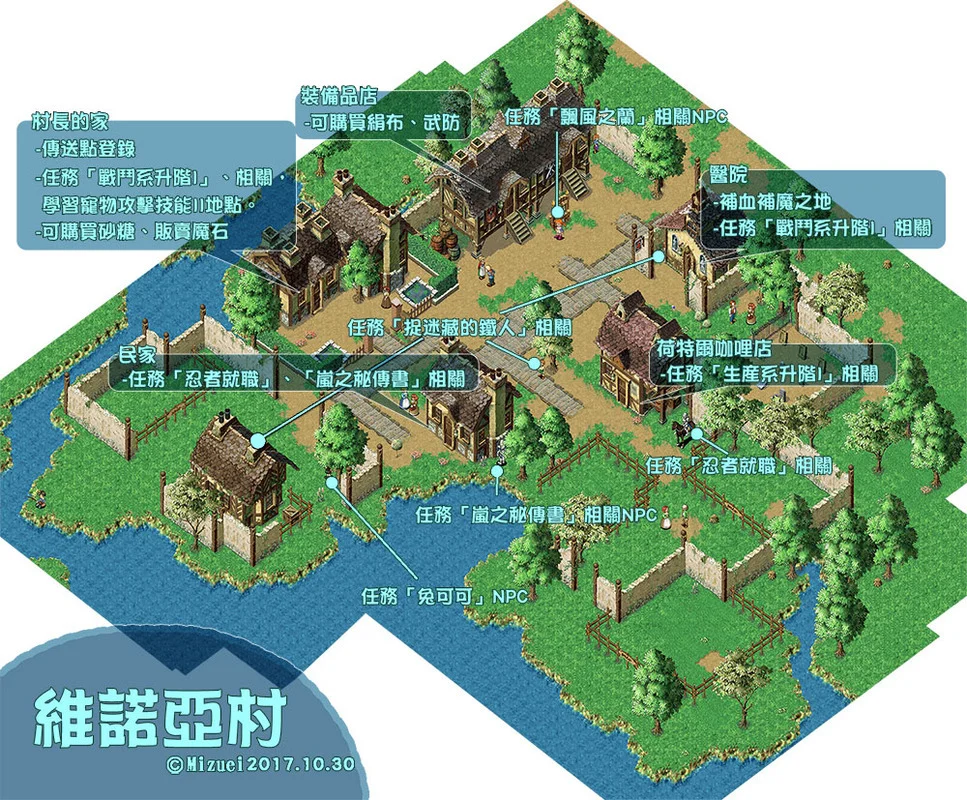 裝備品店
-可購買絹布、武防
任務「飄風之蘭」相關NPC
村長的家
-傳送點登錄
-任務「戰鬥系升階I」、相關，
學習寵物攻擊技能II地點。
-可購買砂糖、販賣魔石
醫院
-補血補魔之地
-任務「戰鬥系升階I」相關
任務「捉迷藏的鐵人」相關
民家
-任務「忍者就職」、「嵐之祕傳書」相關
荷特爾咖哩店
-任務「生産系升階I」相關
任務「忍者就職」相關
任務「嵐之祕傳書」相關NPC
任務「兔可可」NPC
維諾亞村
©Mizuei2017.10.30